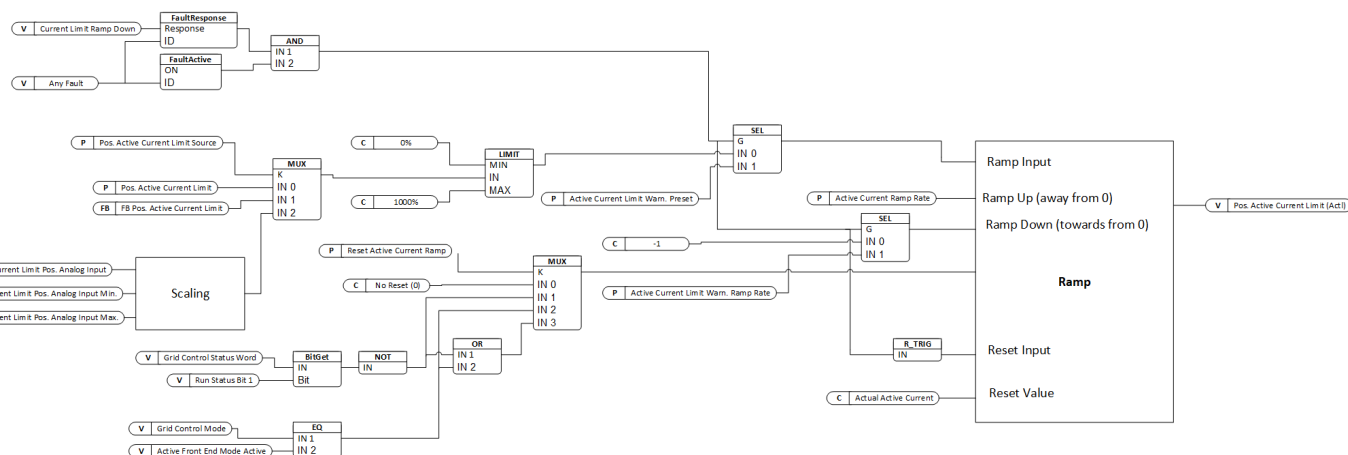 FaultResponse
V Current Limit Ramp Down
Response
ID
AND
IN 1
IN 2
FaultActive
ON
ID
V Any Fault
SEL
G
IN 0
IN 1
P Pos. Active Current Limit Source
C 0%
LIMIT
MIN
IN
MAX
MUX
K
IN 0
IN 1
IN 2
P Pos. Active Current Limit
FB FB Pos. Active Current Limit
C 1000%
P Active Current Limit Warn. Preset
Ramp Input
P Active Current Ramp Rate
Ramp Up (away from 0)
V Pos. Active Current Limit (Actl)
SEL
G
IN 0
IN 1
Ramp Down (towards from 0)
C -1
P Reset Active Current Ramp
MUX
K
IN 0
IN 1
IN 2
IN 3
Limit Pos. Analog Input
Limit Pos. Analog Input Min.
Limit Pos. Analog Input Max.
Scaling
C No Reset (0)
P Active Current Limit Warn. Ramp Rate
Ramp
OR
IN 1
IN 2
R_TRIG
IN
Reset Input
V Grid Control Status Word
BitGet
IN
Bit
NOT
IN
V Run Status Bit 1
C Actual Active Current
Reset Value
V Grid Control Mode
EQ
IN 1
IN 2
V Active Front End Mode Active